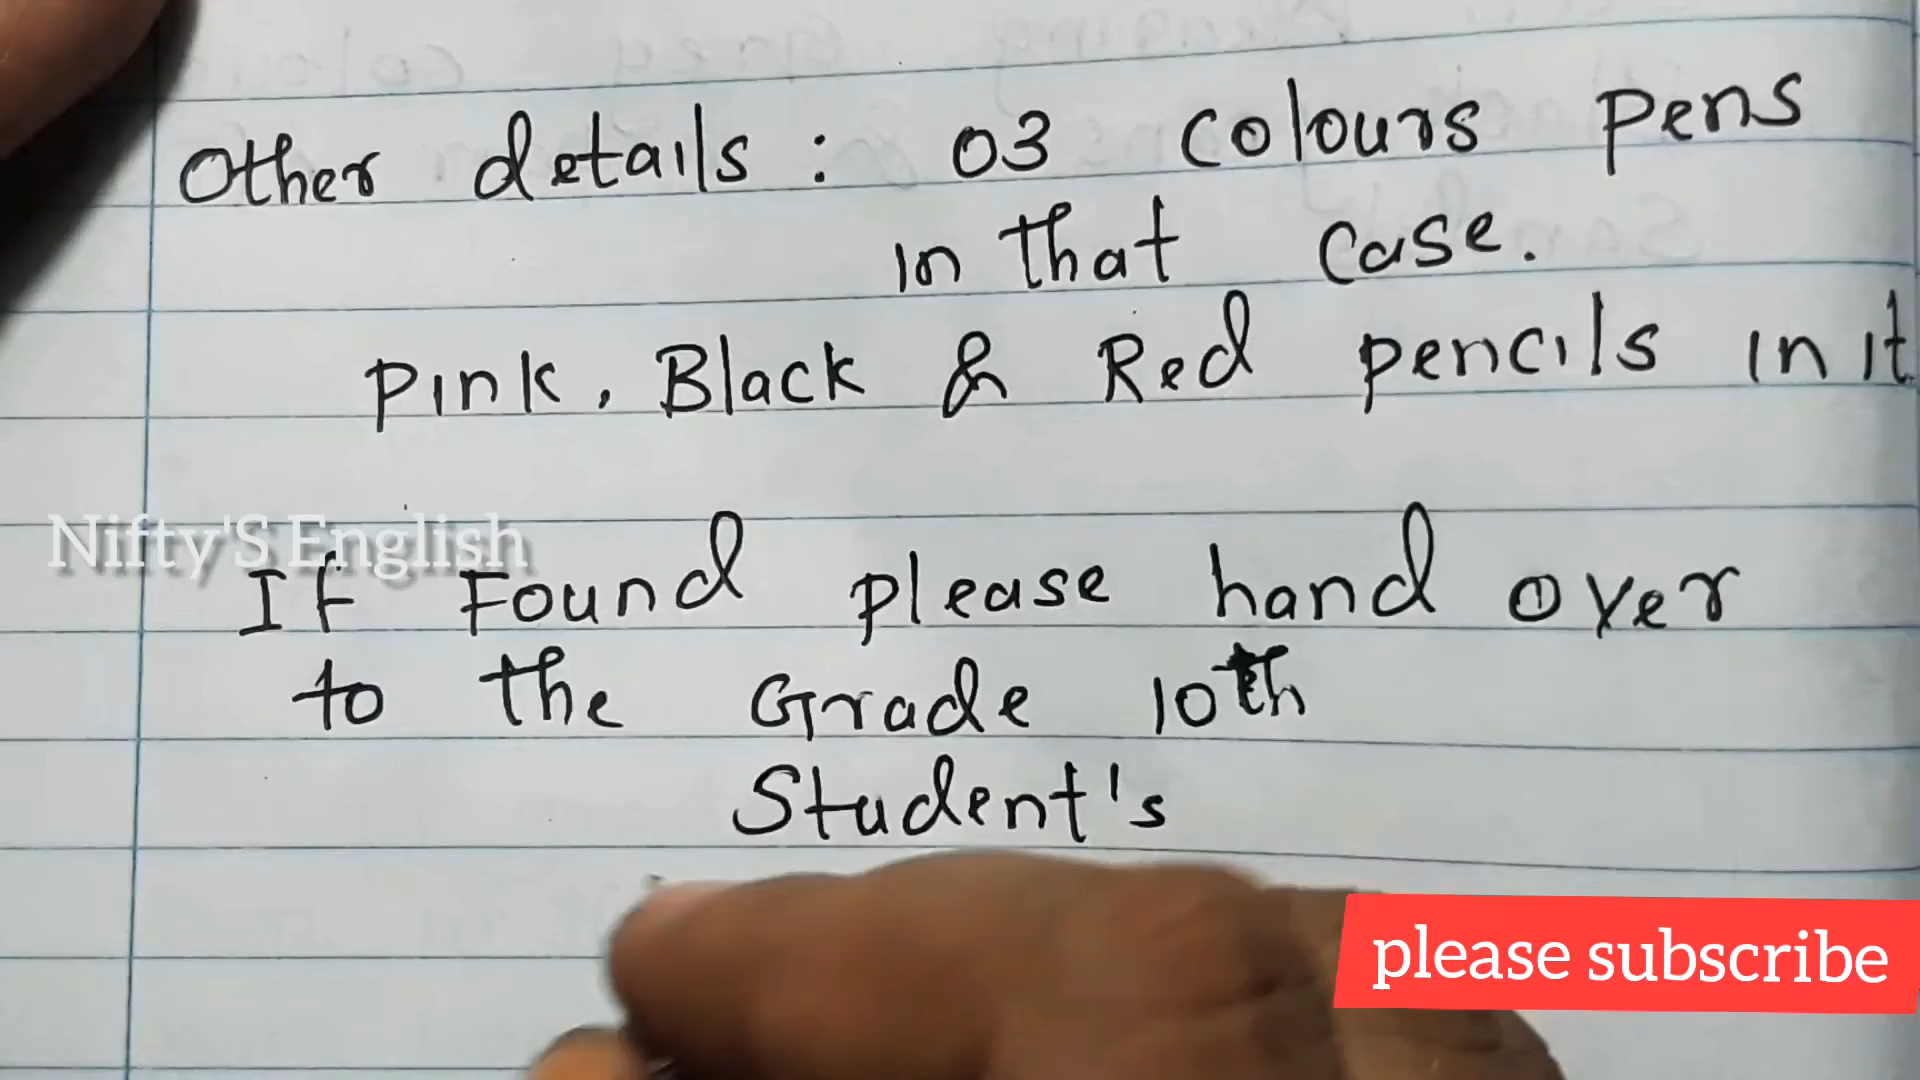 Other details : 03 colours pens
in that case.
Pink, Black & Red pencils in it
Nifty'S English
If Found please hand over
to the Grade 10th
Student's
please subscribe